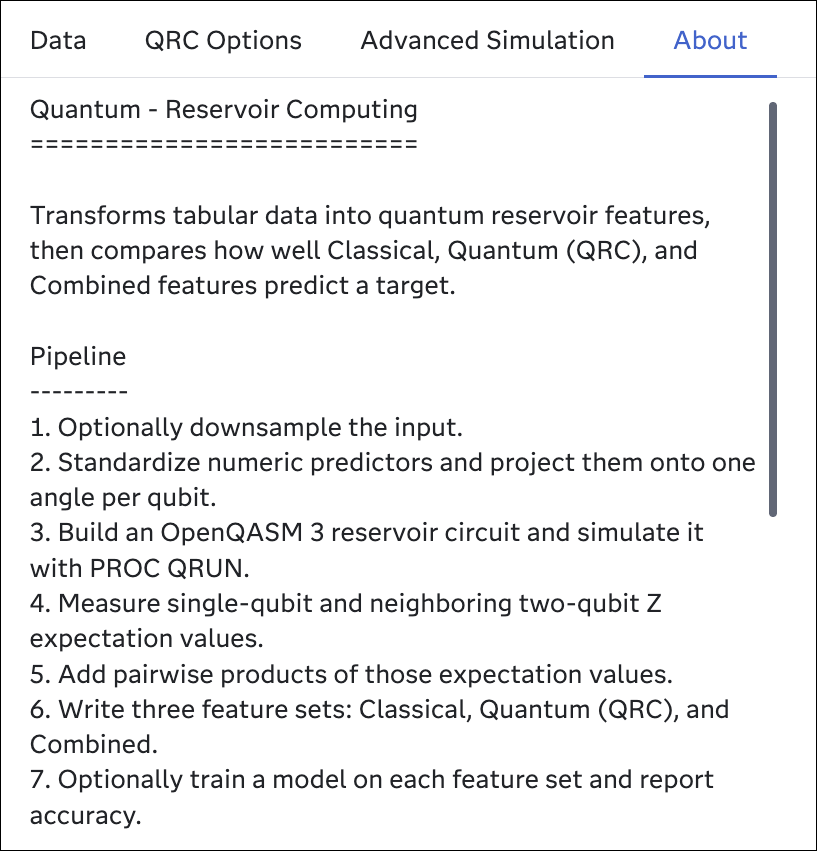 Data QRC Options Advanced Simulation About
Quantum - Reservoir Computing
==========================
Transforms tabular data into quantum reservoir features,
then compares how well Classical, Quantum (QRC), and
Combined features predict a target.
Pipeline
---------
1. Optionally downsample the input.
2. Standardize numeric predictors and project them onto one
angle per qubit.
3. Build an OpenQASM 3 reservoir circuit and simulate it
with PROC QRUN.
4. Measure single-qubit and neighboring two-qubit Z
expectation values.
5. Add pairwise products of those expectation values.
6. Write three feature sets: Classical, Quantum (QRC), and
Combined.
7. Optionally train a model on each feature set and report
accuracy.